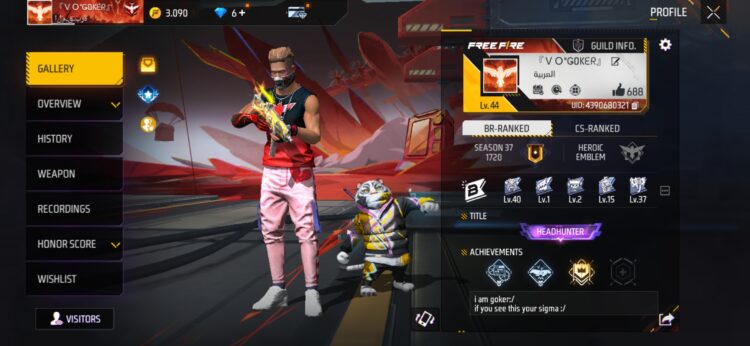 『V O"G0KER』
3.090
6 +
PROFILE
GALLERY
OVERVIEW
HISTORY
WEAPON
RECORDINGS
HONOR SCORE
WISHLIST
VISITORS
FREE FIRE
GUILD INFO.
『V O"G0KER』
العربية
688
Lv.44
UID: 4390680321
BR-RANKED
CS-RANKED
SEASON 37
1720
HEROIC
EMBLEM
B
Lv.40
Lv.1
Lv.2
Lv.15
Lv.37
TITLE
HEADHUNTER
ACHIEVEMENTS
i am goker:/
if you see this your sigma :/